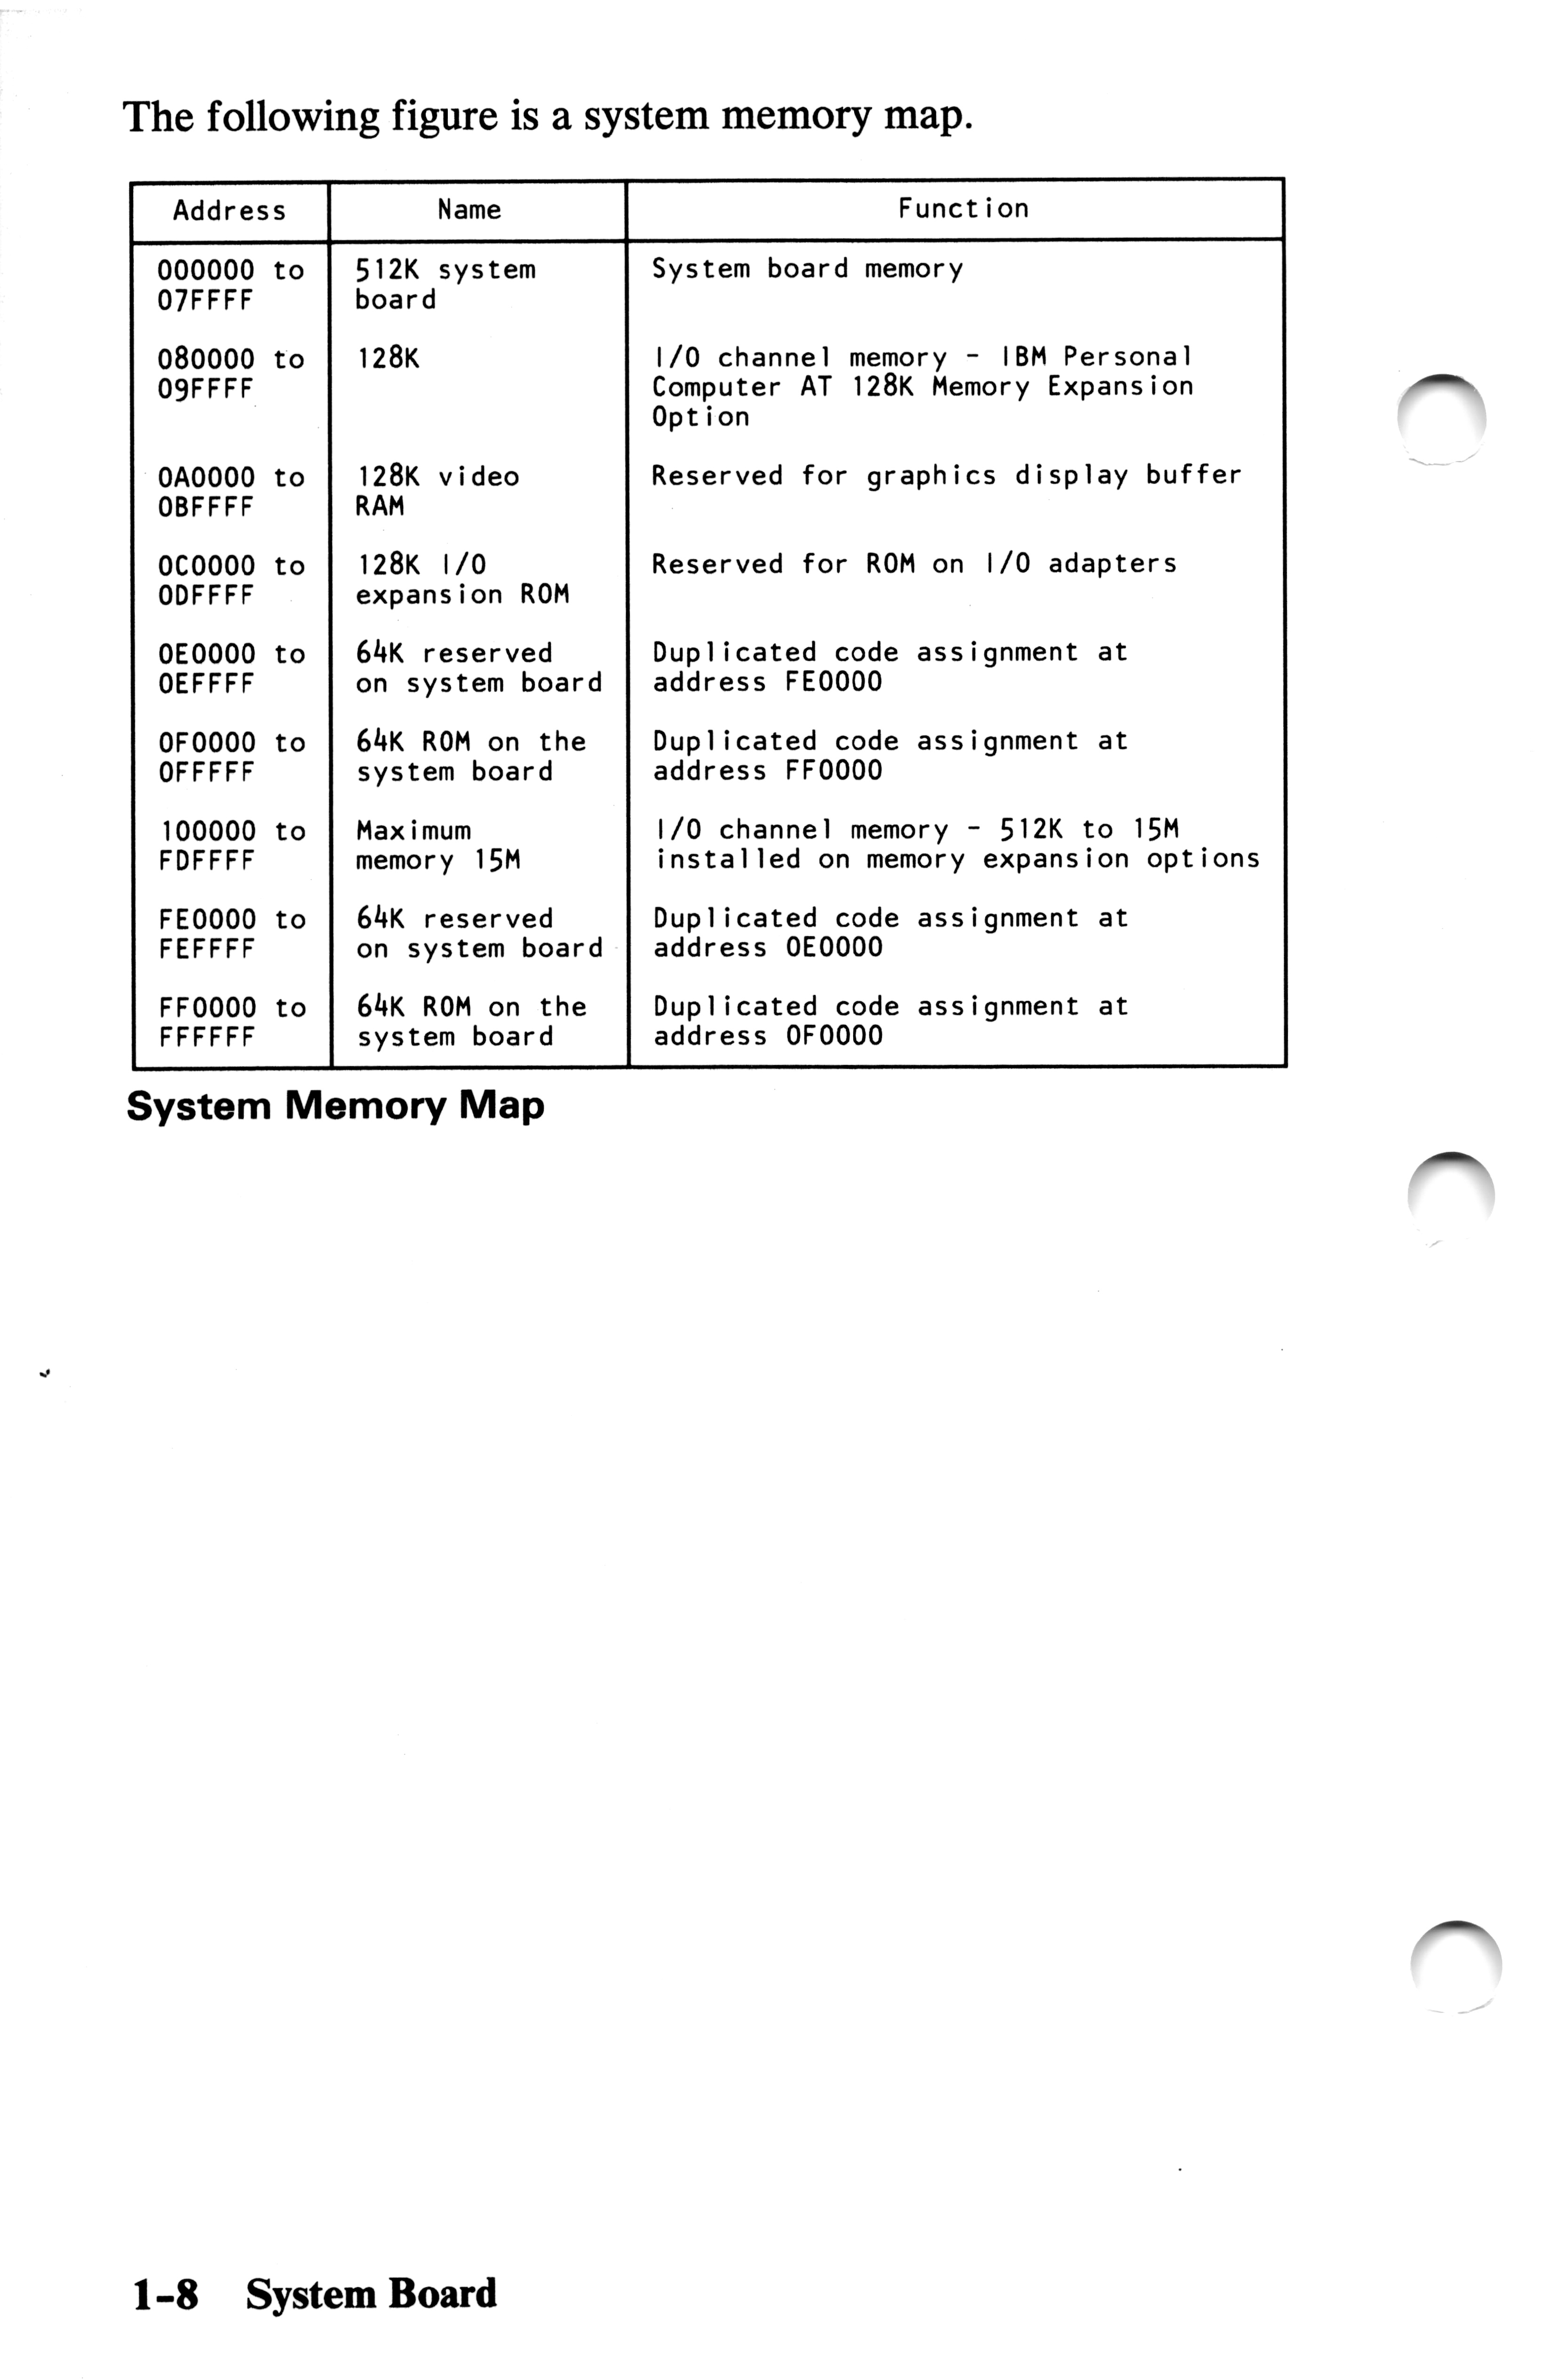 The following figure is a system memory map.
Address Name Function
000000 to 512K system System board memory
07FFFF board
080000 to 128K I/O channel memory - IBM Personal
09FFFF Computer AT 128K Memory Expansion
Option
0A0000 to 128K video Reserved for graphics display buffer
0BFFFF RAM
0C0000 to 128K I/O Reserved for ROM on I/O adapters
0DFFFF expansion ROM
0E0000 to 64K reserved Duplicated code assignment at
0EFFFF on system board address FE0000
0F0000 to 64K ROM on the Duplicated code assignment at
0FFFFF system board address FF0000
100000 to Maximum I/O channel memory - 512K to 15M
FDFFFF memory 15M installed on memory expansion options
FE0000 to 64K reserved Duplicated code assignment at
FEFFFF on system board address 0E0000
FF0000 to 64K ROM on the Duplicated code assignment at
FFFFFF system board address 0F0000
System Memory Map
1-8 System Board